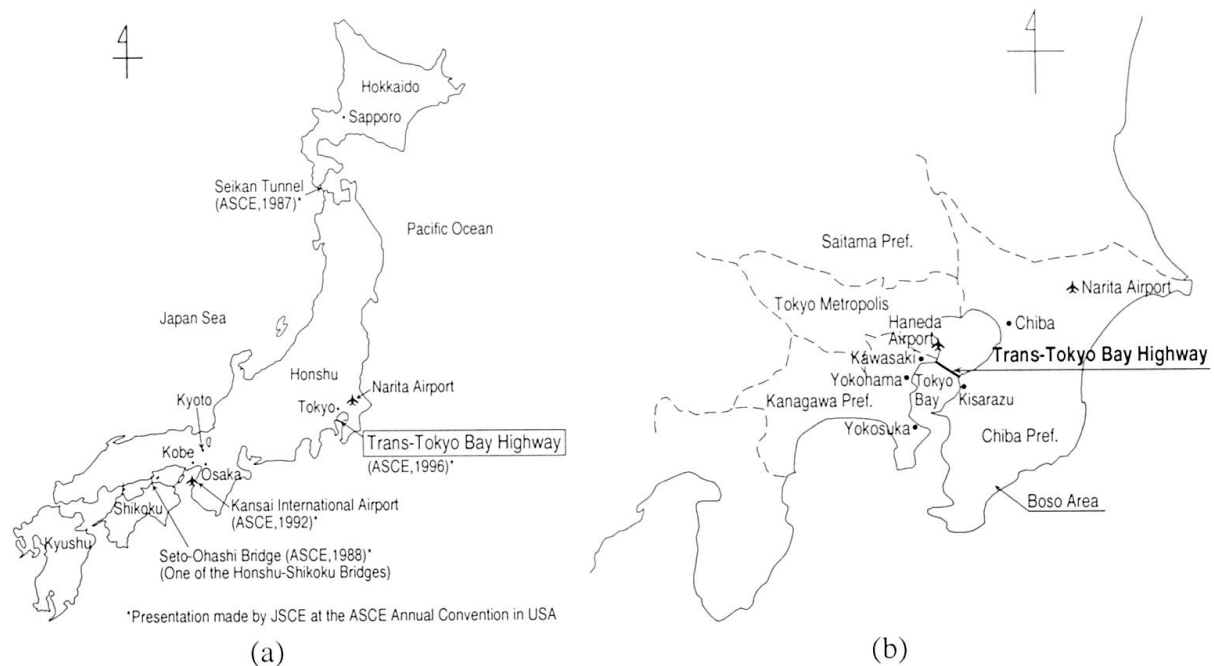 Hokkaido
Sapporo
Seikan Tunnel
(ASCE,1987)*
Pacific Ocean
Japan Sea
Honshu
Narita Airport
Kyoto
Tokyo
Trans-Tokyo Bay Highway
(ASCE,1996)*
Kobe
Osaka
Kansai International Airport
(ASCE,1992)*
Shikoku
Kyushu
Seto-Ohashi Bridge (ASCE,1988)*
(One of the Honshu-Shikoku Bridges)
*Presentation made by JSCE at the ASCE Annual Convention in USA
(a)
Saitama Pref.
Narita Airport
Tokyo Metropolis
Haneda
Airport
Chiba
Trans-Tokyo Bay Highway
Kawasaki
Yokohama
Tokyo
Bay
Kisarazu
Kanagawa Pref.
Yokosuka
Chiba Pref.
Boso Area
(b)